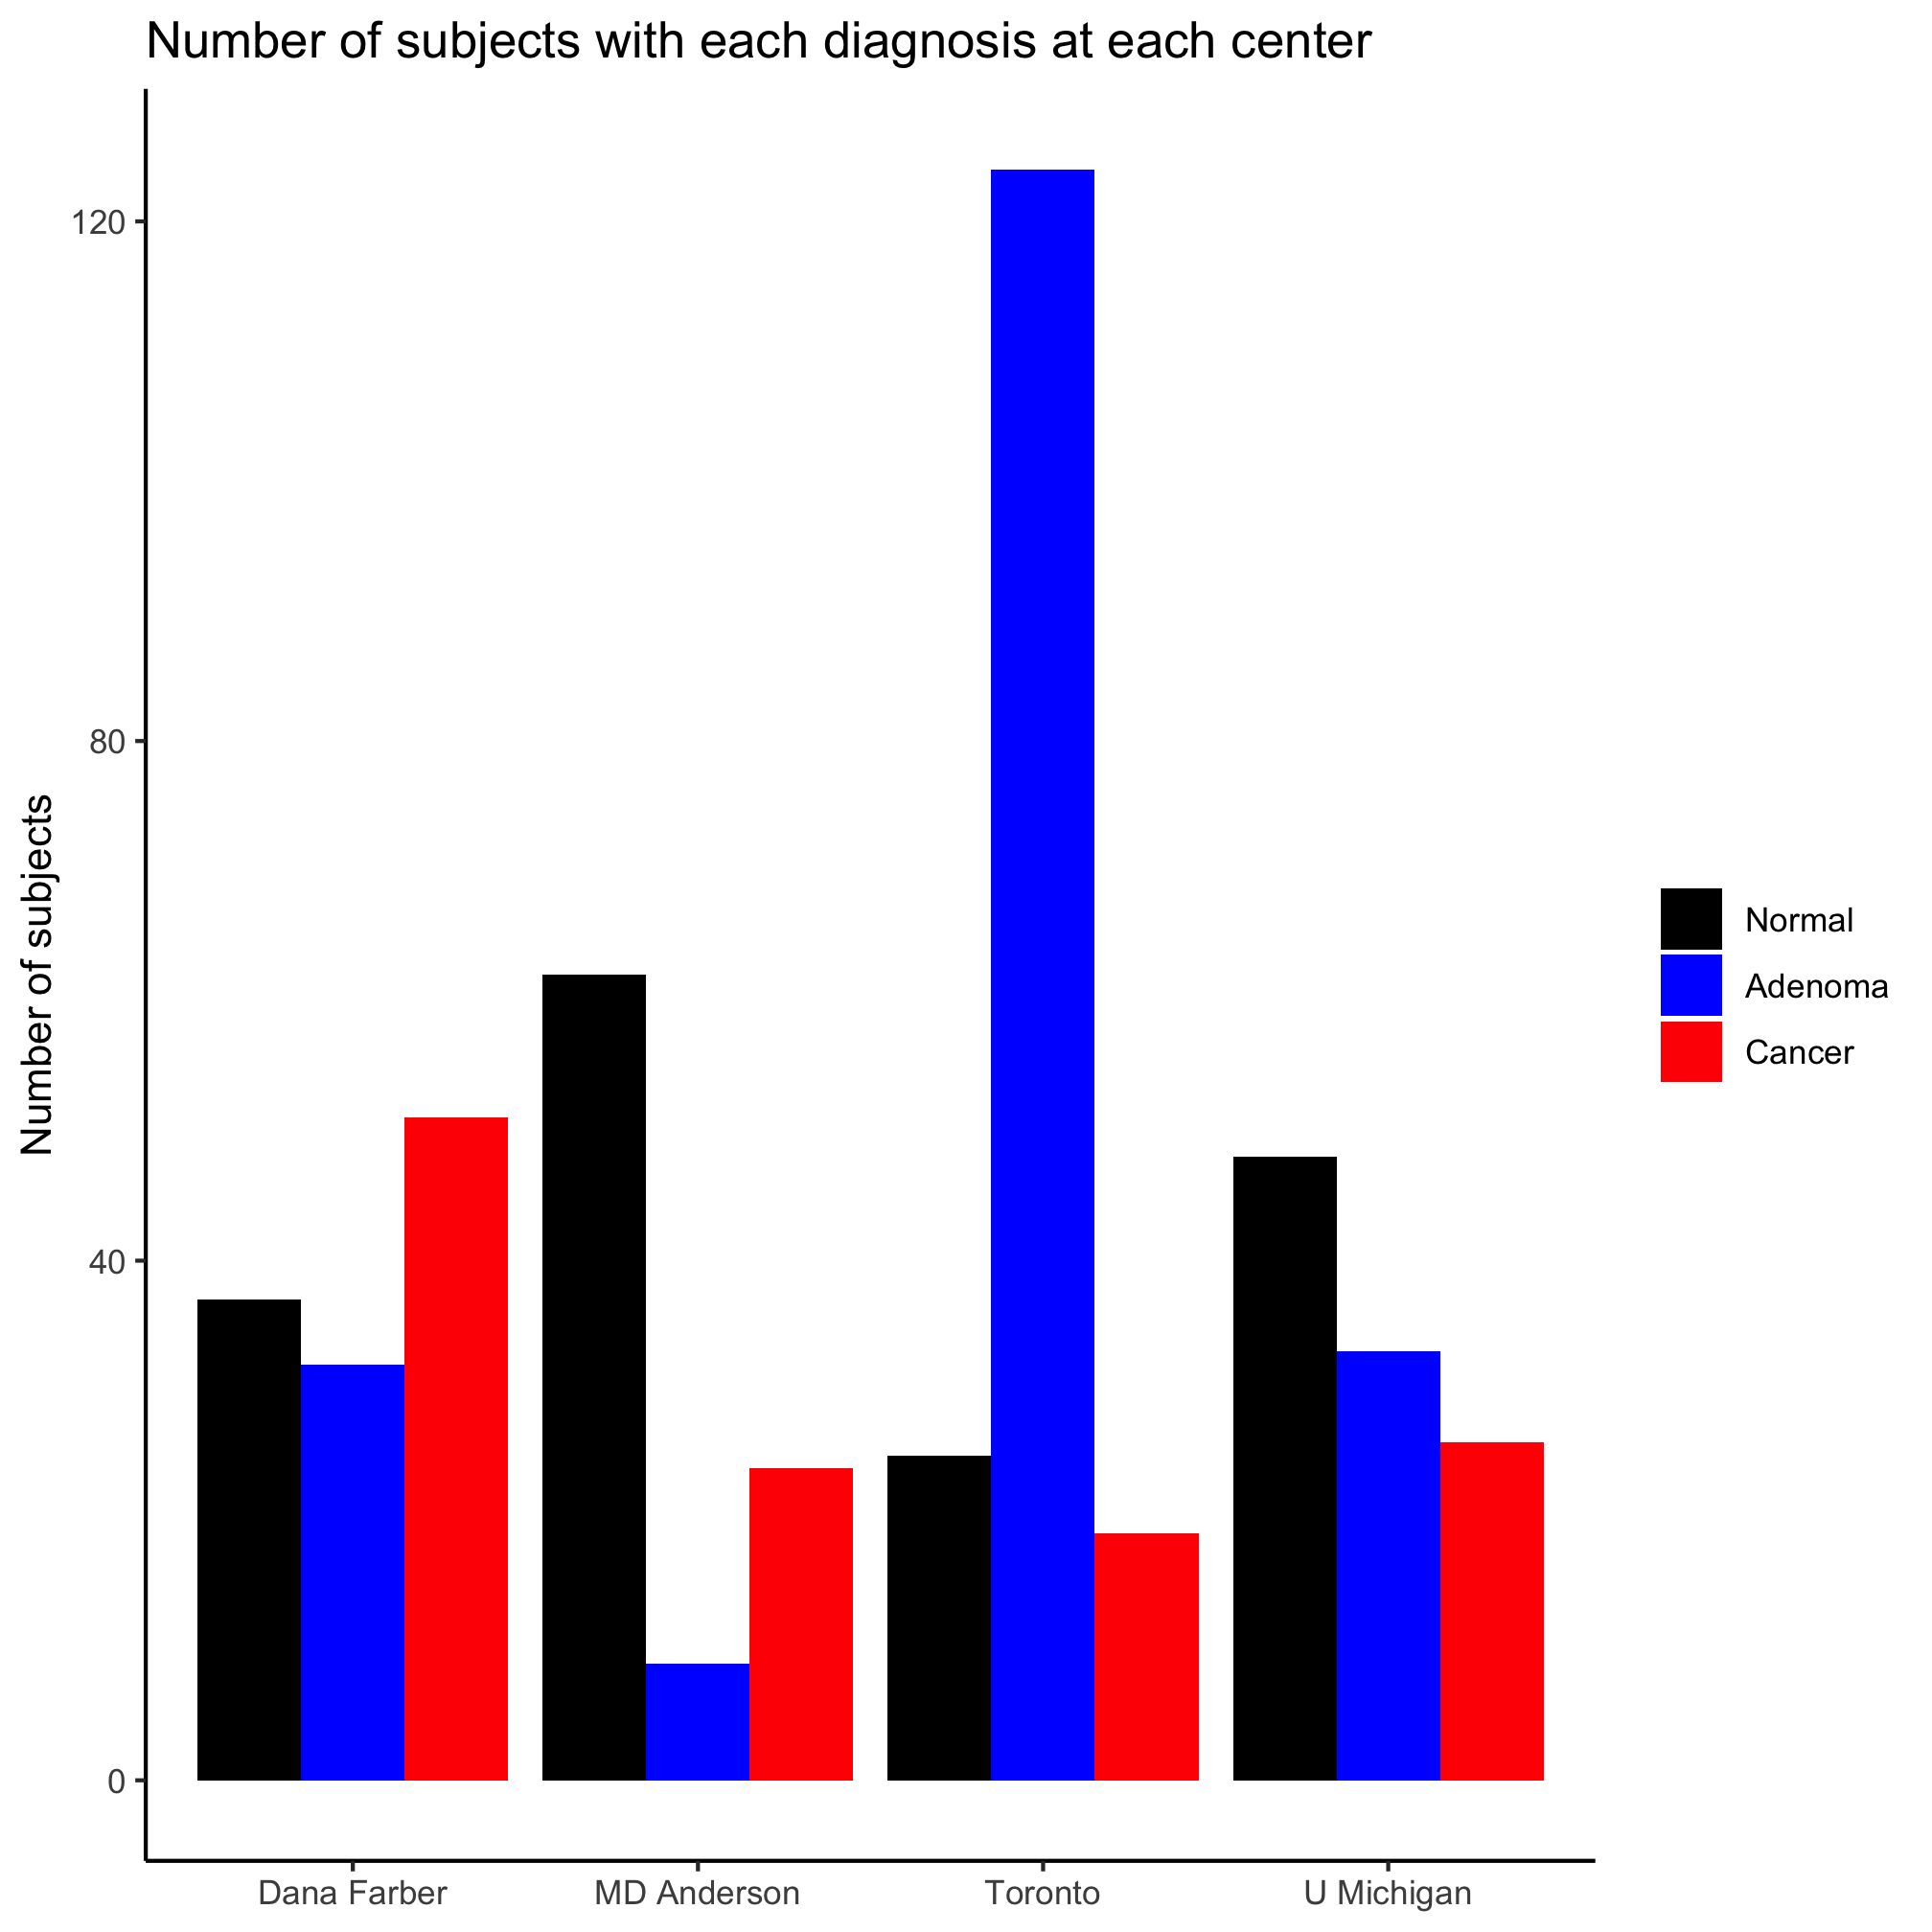 Number of subjects with each diagnosis at each center
Number of subjects
120
80
40
0
Dana Farber
MD Anderson
Toronto
U Michigan
Normal
Adenoma
Cancer